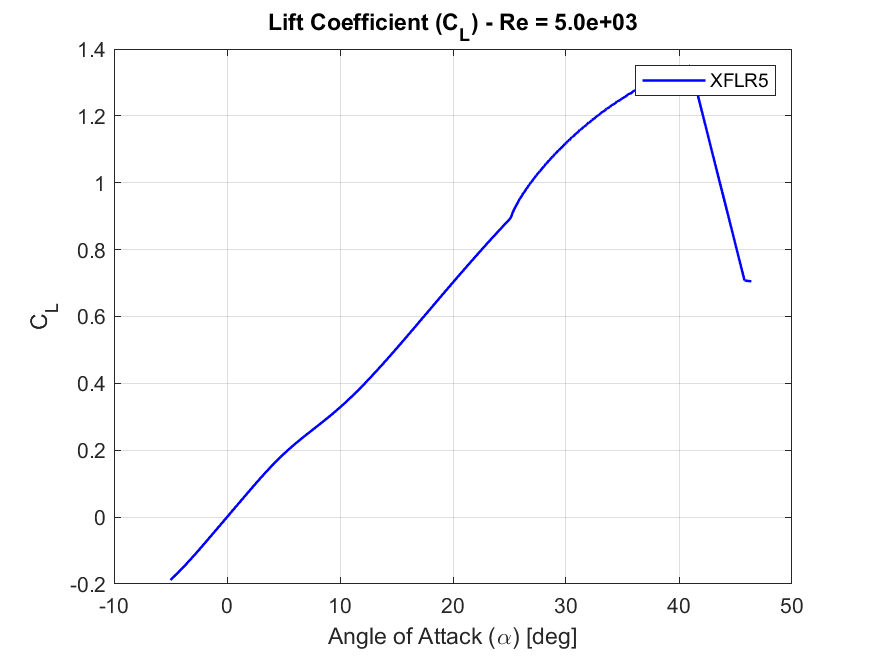 Lift Coefficient (C_L) - Re = 5.0e+03
XFLR5
1.4
1.2
1
0.8
0.6
0.4
0.2
0
-0.2
C_L
-10 0 10 20 30 40 50
Angle of Attack (α) [deg]